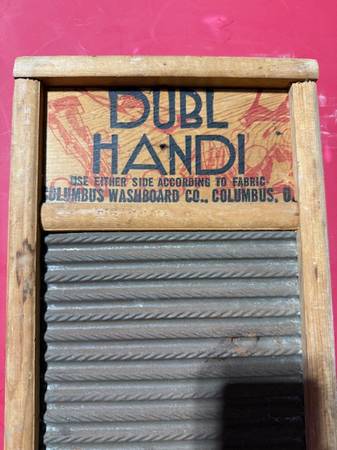 DUBL
HANDI
USE EITHER SIDE ACCORDING TO FABRIC
COLUMBUS WASHBOARD CO., COLUMBUS, O.